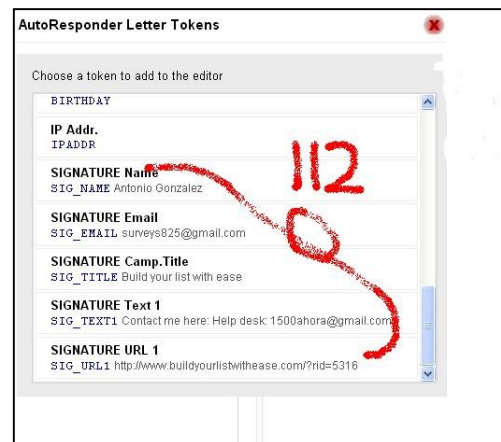 AutoResponder Letter Tokens
Choose a token to add to the editor
BIRTHDAY
IP Addr.
IPADDR
112
SIGNATURE Name
SIG_NAME Antonio Gonzalez
SIGNATURE Email
SIG_EMAIL surveys825@gmail.com
SIGNATURE Camp.Title
SIG_TITLE Build your list with ease
SIGNATURE Text 1
SIG_TEXT1 Contact me here: Help desk: 1500ahora@gmail.com
SIGNATURE URL 1
SIG_URL1 http://www.buildyourlistwithease.com/?rid=5316